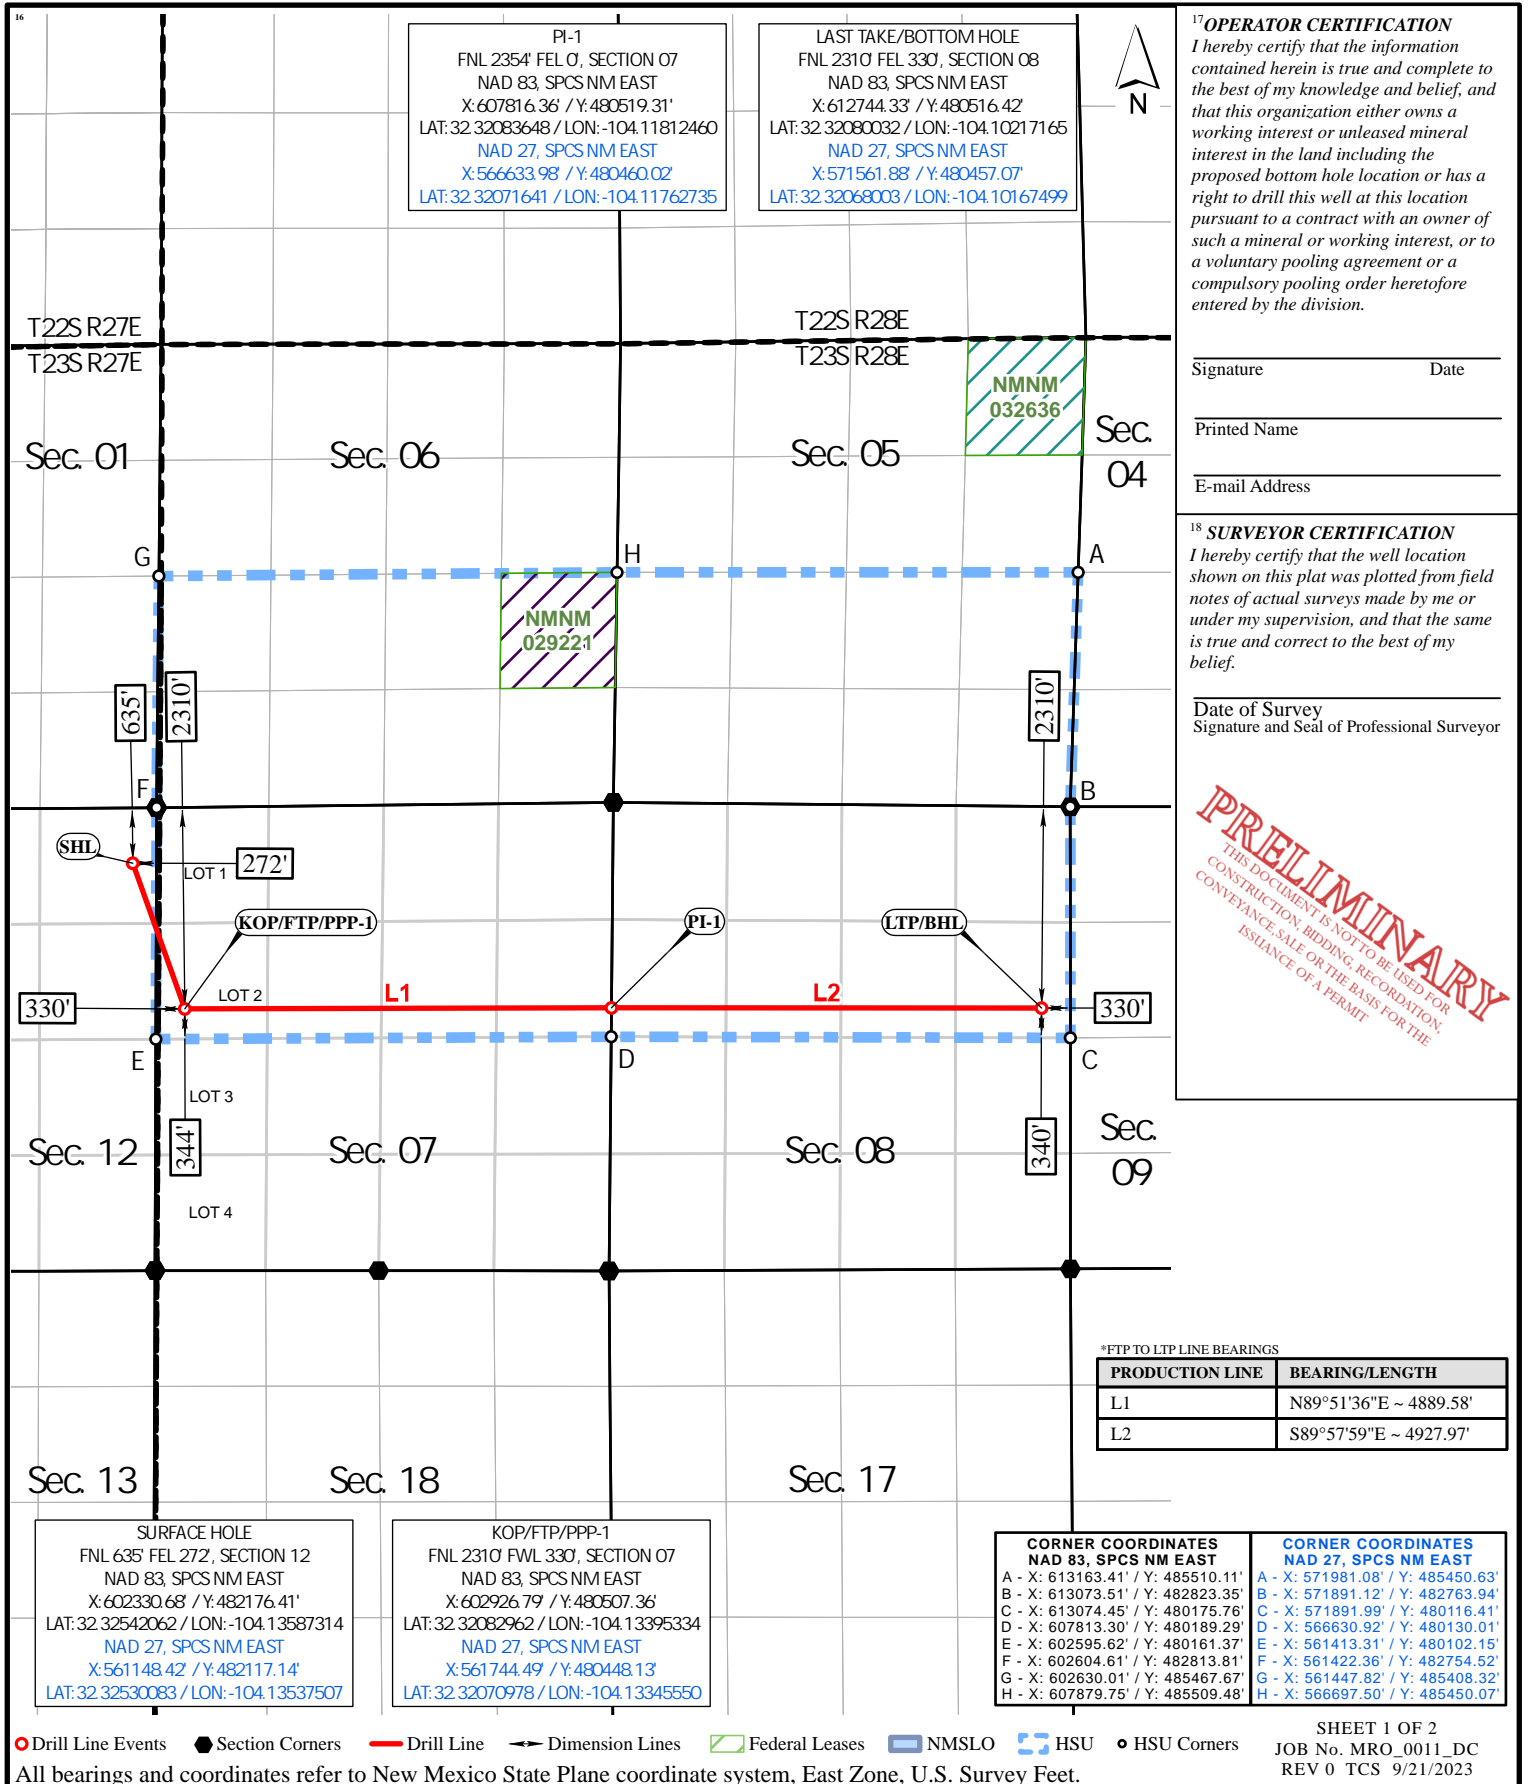 16
PI-1
FNL 2354' FEL 0', SECTION 07
NAD 83, SPCS NM EAST
X:607816.36' / Y:480519.31'
LAT:32.32083648 / LON:-104.11812460
NAD 27, SPCS NM EAST
X:566633.98' / Y:480460.02'
LAT:32.32071641 / LON:-104.11762735
LAST TAKE/BOTTOM HOLE
FNL 2310' FEL 330', SECTION 08
NAD 83, SPCS NM EAST
X:612744.33' / Y:480516.42'
LAT:32.32080032 / LON:-104.10217165
NAD 27, SPCS NM EAST
X:571561.88' / Y:480457.07'
LAT:32.32068003 / LON:-104.10167499
N
T22S R27E
T23S R27E
T22S R28E
T23S R28E
NMNM
032636
Sec. 01
Sec. 06
Sec. 05
Sec.
04
G
H
A
NMNM
029221
635'
2310'
2310'
F
B
SHL
272'
LOT 1
KOP/FTP/PPP-1
PI-1
LTP/BHL
330'
LOT 2
L1
L2
330'
E
D
C
LOT 3
344'
340'
Sec. 12
Sec. 07
Sec. 08
Sec.
09
LOT 4
Sec. 13
Sec. 18
Sec. 17
17 OPERATOR CERTIFICATION
I hereby certify that the information
contained herein is true and complete to
the best of my knowledge and belief, and
that this organization either owns a
working interest or unleased mineral
interest in the land including the
proposed bottom hole location or has a
right to drill this well at this location
pursuant to a contract with an owner of
such a mineral or working interest, or to
a voluntary pooling agreement or a
compulsory pooling order heretofore
entered by the division.
Signature Date
Printed Name
E-mail Address
18 SURVEYOR CERTIFICATION
I hereby certify that the well location
shown on this plat was plotted from field
notes of actual surveys made by me or
under my supervision, and that the same
is true and correct to the best of my
belief.
Date of Survey
Signature and Seal of Professional Surveyor
PRELIMINARY
THIS DOCUMENT IS NOT TO BE USED FOR
CONSTRUCTION, BIDDING, RECORDATION,
CONVEYANCE, SALE OR THE BASIS FOR THE
ISSUANCE OF A PERMIT
*FTP TO LTP LINE BEARINGS
PRODUCTION LINE BEARING/LENGTH
L1 N89°51'36"E ~ 4889.58'
L2 S89°57'59"E ~ 4927.97'
SURFACE HOLE
FNL 635' FEL 272', SECTION 12
NAD 83, SPCS NM EAST
X:602330.68' / Y:482176.41'
LAT:32.32542062 / LON:-104.13587314
NAD 27, SPCS NM EAST
X:561148.42' / Y:482117.14'
LAT:32.32530083 / LON:-104.13537507
KOP/FTP/PPP-1
FNL 2310' FWL 330', SECTION 07
NAD 83, SPCS NM EAST
X:602926.79' / Y:480507.36'
LAT:32.32082962 / LON:-104.13395334
NAD 27, SPCS NM EAST
X:561744.49' / Y:480448.13'
LAT:32.32070978 / LON:-104.13345550
CORNER COORDINATES
NAD 83, SPCS NM EAST
A - X: 613163.41' / Y: 485510.11'
B - X: 613073.51' / Y: 482823.35'
C - X: 613074.45' / Y: 480175.76'
D - X: 607813.30' / Y: 480189.29'
E - X: 602595.62' / Y: 480161.37'
F - X: 602604.61' / Y: 482813.81'
G - X: 602630.01' / Y: 485467.67'
H - X: 607879.75' / Y: 485509.48'
CORNER COORDINATES
NAD 27, SPCS NM EAST
A - X: 571981.08' / Y: 485450.63'
B - X: 571891.12' / Y: 482763.94'
C - X: 571891.99' / Y: 480116.41'
D - X: 566630.92' / Y: 480130.01'
E - X: 561413.31' / Y: 480102.15'
F - X: 561422.36' / Y: 482754.52'
G - X: 561447.82' / Y: 485408.32'
H - X: 566697.50' / Y: 485450.07'
Drill Line Events Section Corners Drill Line Dimension Lines Federal Leases NMSLO HSU HSU Corners
All bearings and coordinates refer to New Mexico State Plane coordinate system, East Zone, U.S. Survey Feet.
SHEET 1 OF 2
JOB No. MRO_0011_DC
REV 0 TCS 9/21/2023